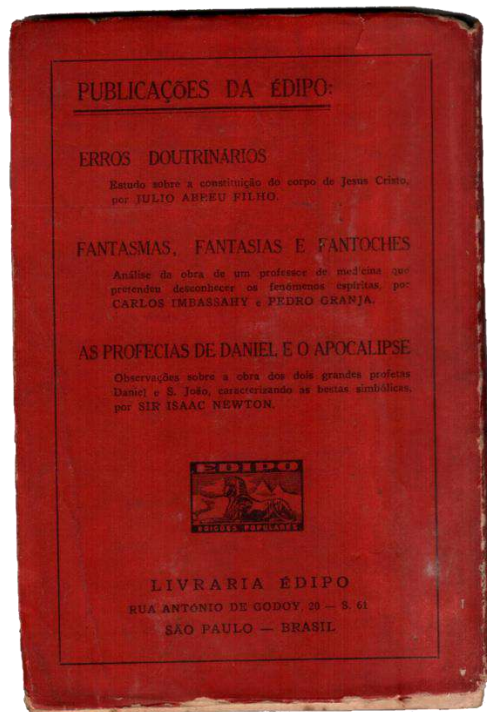 PUBLICAÇÕES DA ÉDIPO:
ERROS DOUTRINÁRIOS
Estudo sobre a constituição do corpo de Jesus Cristo,
por JULIO ABREU FILHO.
FANTASMAS, FANTASIAS E FANTOCHES
Análise da obra de um professor de medicina que
pretendeu desconhecer os fenômenos espíritas, por
CARLOS IMBASSAHY e PEDRO GRANJA.
AS PROFECIAS DE DANIEL E O APOCALIPSE
Observações sobre a obra dos dois grandes profetas
Daniel e S. João, caracterizando as bestas simbólicas,
por SIR ISAAC NEWTON.
EDIPO
EDIÇÕES POPULARES
LIVRARIA ÉDIPO
RUA ANTONIO DE GODOY, 20 — S. 61
SÃO PAULO — BRASIL